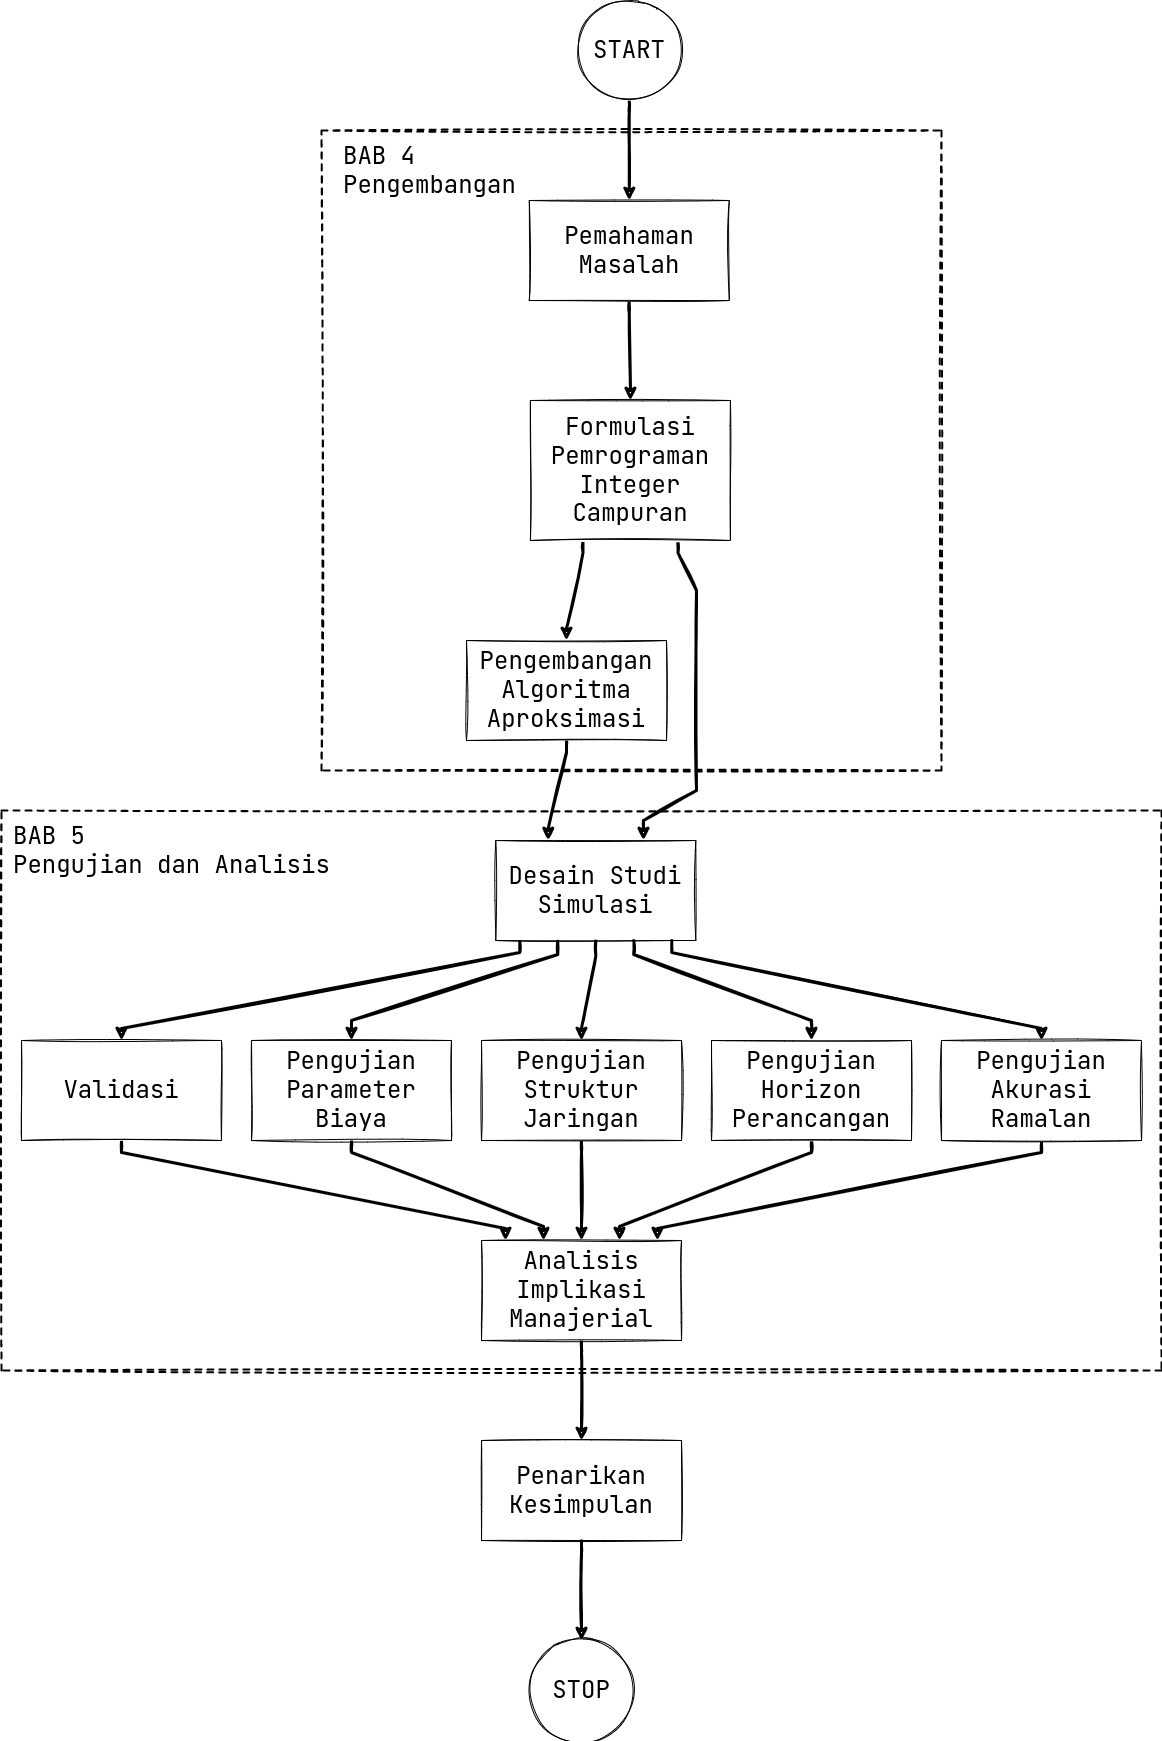 START
BAB 4
Pengembangan
Pemahaman
Masalah
Formulasi
Pemrograman
Integer
Campuran
Pengembangan
Algoritma
Aproksimasi
BAB 5
Pengujian dan Analisis
Desain Studi
Simulasi
Validasi
Pengujian
Parameter
Biaya
Pengujian
Struktur
Jaringan
Pengujian
Horizon
Perancangan
Pengujian
Akurasi
Ramalan
Analisis
Implikasi
Manajerial
Penarikan
Kesimpulan
STOP